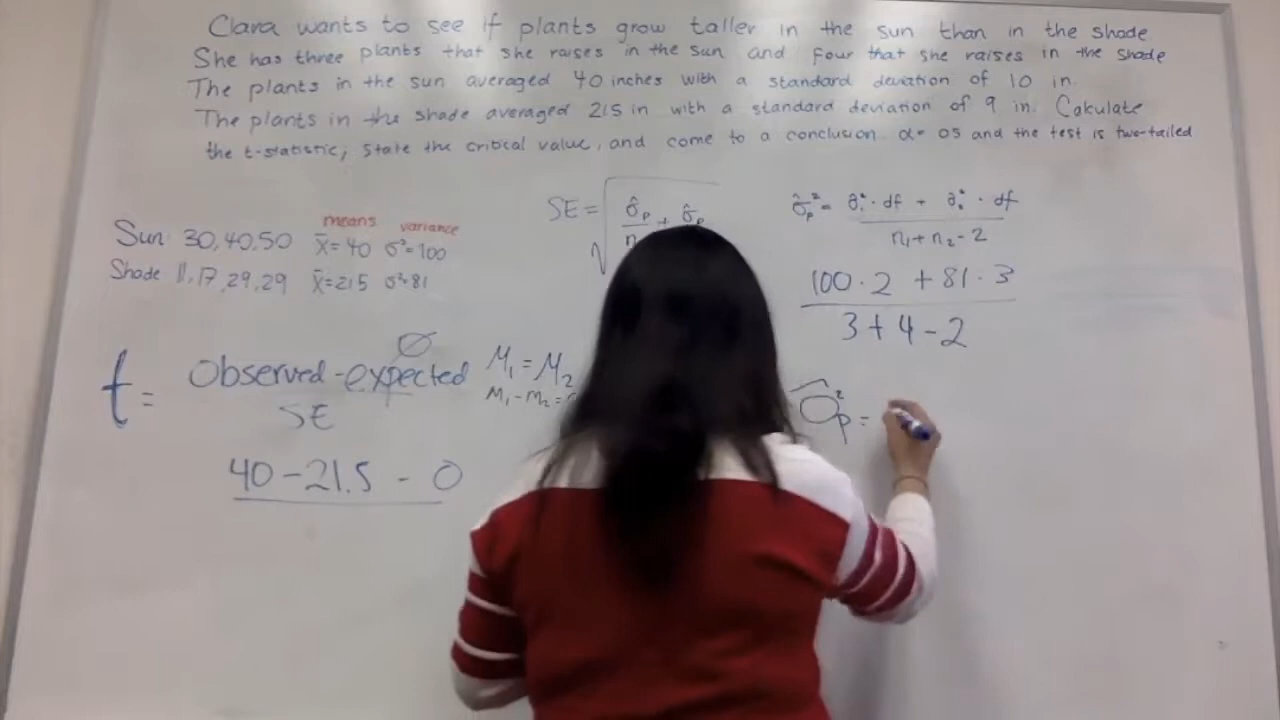 Clara wants to see if plants grow taller in the sun than in the shade
She has three plants that she raises in the sun and four that she raises in the shade
The plants in the sun averaged 40 inches with a standard deviation of 10 in.
The plants in the shade averaged 21.5 in with a standard deviation of 9 in. Calculate
the t-statistic, state the critical value, and come to a conclusion. α=.05 and the test is two-tailed
means variance
Sun 30,40,50 x̄=40 σ²=100
Shade 11,17,29,29 x̄=21.5 σ²=81
SE=√ σ̂p/n + σ̂p
σ̂p²= σ̂₁²·df + σ̂₂²·df
n₁+n₂-2
100·2 +81·3
3+4-2
0
t= Observed-expected
SE
M₁=M₂
M₁-M₂=
40-21.5 - 0
σ̂p²=